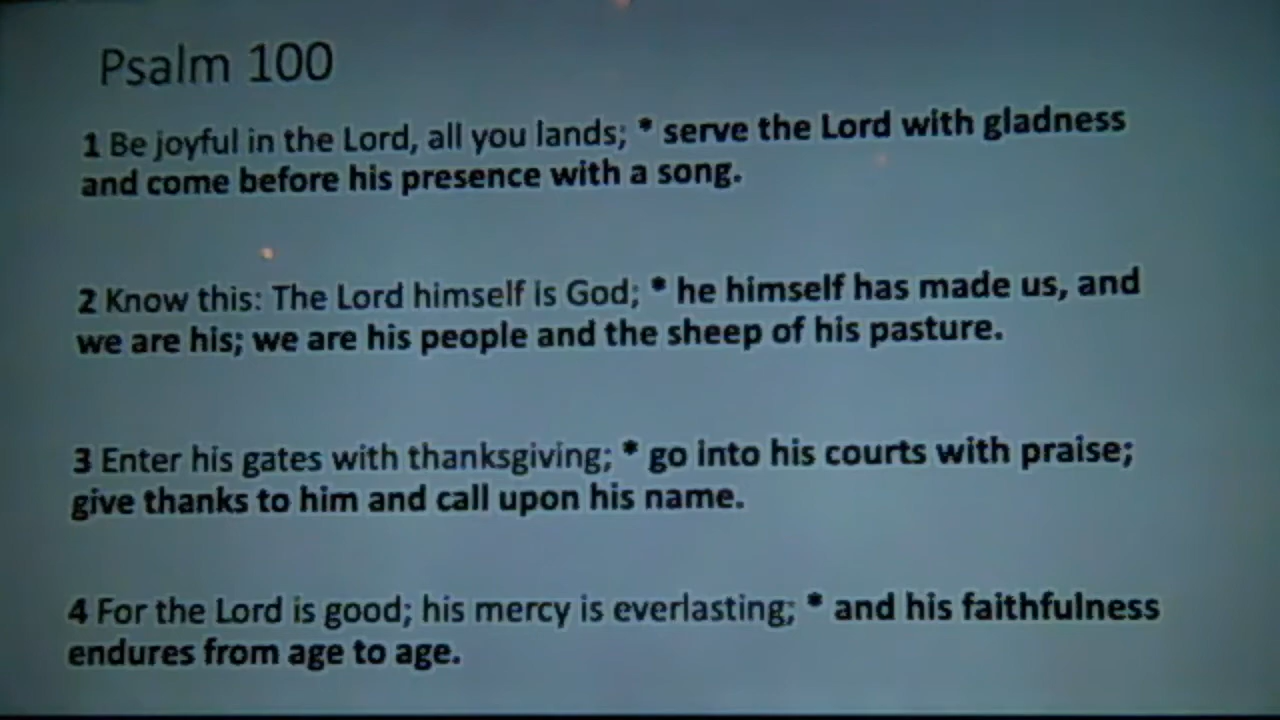 Psalm 100
1 Be joyful in the Lord, all you lands; * serve the Lord with gladness
and come before his presence with a song.
2 Know this: The Lord himself is God; * he himself has made us, and
we are his; we are his people and the sheep of his pasture.
3 Enter his gates with thanksgiving; * go into his courts with praise;
give thanks to him and call upon his name.
4 For the Lord is good; his mercy is everlasting; * and his faithfulness
endures from age to age.